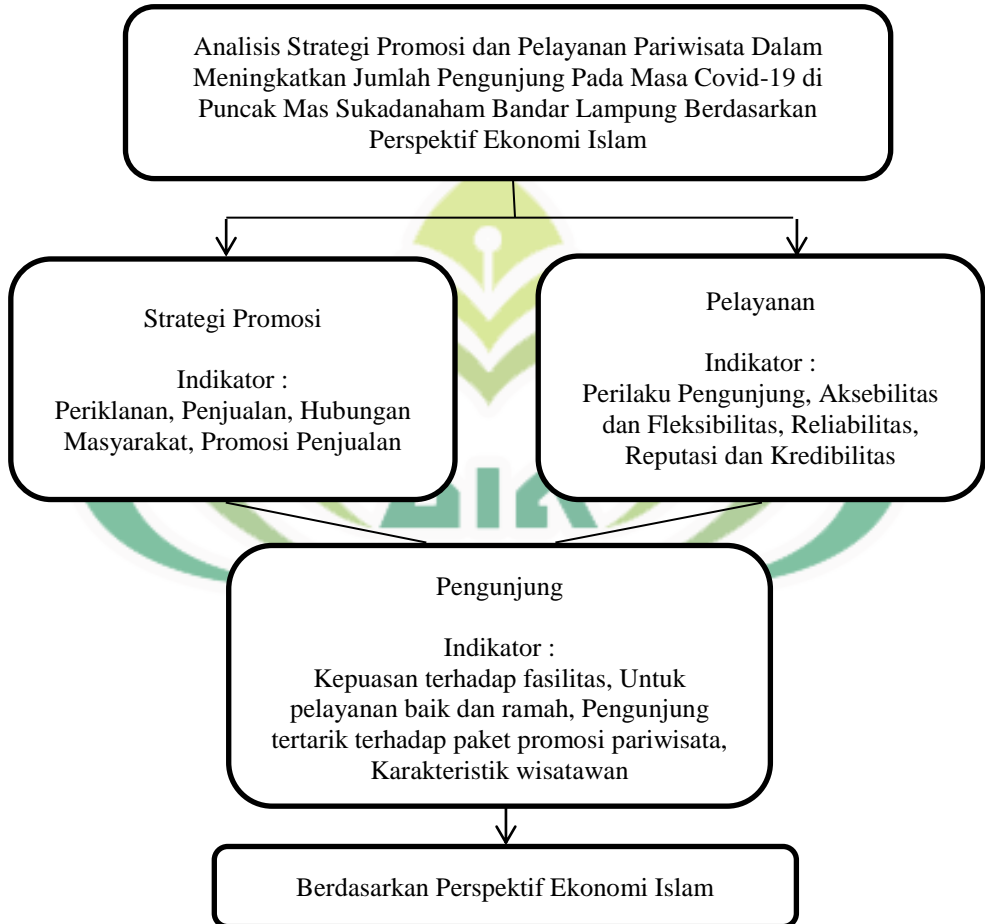 Analisis Strategi Promosi dan Pelayanan Pariwisata Dalam
Meningkatkan Jumlah Pengunjung Pada Masa Covid-19 di
Puncak Mas Sukadanaham Bandar Lampung Berdasarkan
Perspektif Ekonomi Islam
Strategi Promosi
Indikator :
Periklanan, Penjualan, Hubungan
Masyarakat, Promosi Penjualan
Pelayanan
Indikator :
Perilaku Pengunjung, Aksebilitas
dan Fleksibilitas, Reliabilitas,
Reputasi dan Kredibilitas
Pengunjung
Indikator :
Kepuasan terhadap fasilitas, Untuk
pelayanan baik dan ramah, Pengunjung
tertarik terhadap paket promosi pariwisata,
Karakteristik wisatawan
Berdasarkan Perspektif Ekonomi Islam